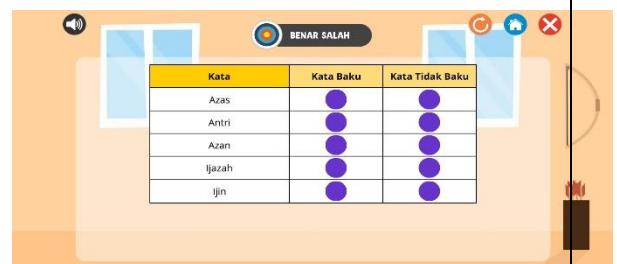 BENAR SALAH
Kata Kata Baku Kata Tidak Baku
Azas
Antri
Azan
Ijazah
Ijin